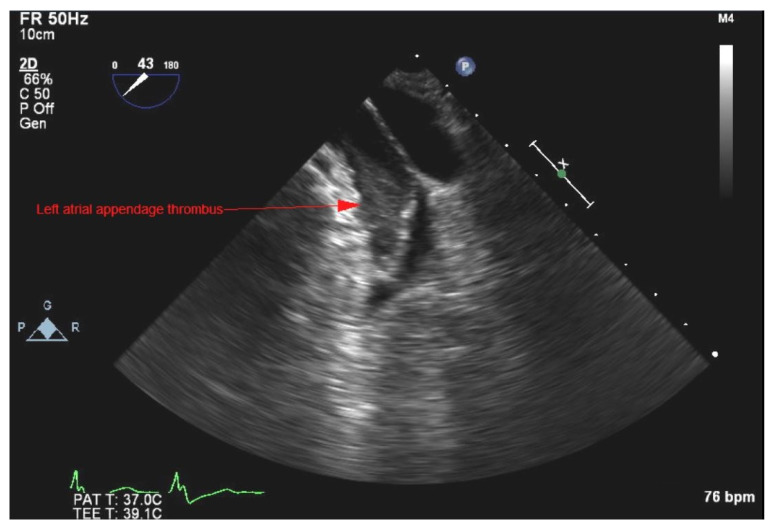 FR 50Hz
10cm
M4
2D
66%
C 50
P Off
Gen
0 43 180
P
x
Left atrial appendage thrombus
G
P R
PAT T: 37.0C
TEE T: 39.1C
76 bpm